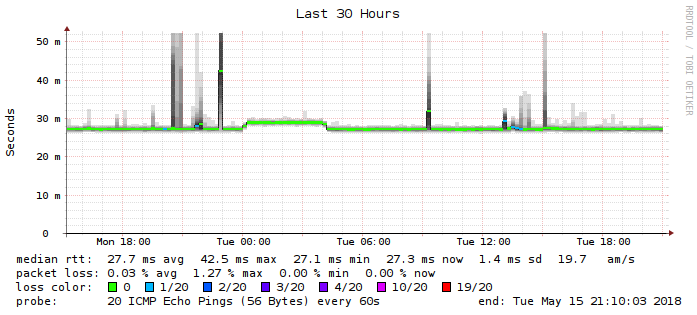 Last 30 Hours
RRDTOOL / TOBI OETIKER
Seconds
50 m
40 m
30 m
20 m
10 m
0
Mon 18:00 Tue 00:00 Tue 06:00 Tue 12:00 Tue 18:00
median rtt: 27.7 ms avg 42.5 ms max 27.1 ms min 27.3 ms now 1.4 ms sd 19.7 am/s
packet loss: 0.03 % avg 1.27 % max 0.00 % min 0.00 % now
loss color: 0 1/20 2/20 3/20 4/20 10/20 19/20
probe: 20 ICMP Echo Pings (56 Bytes) every 60s end: Tue May 15 21:10:03 2018